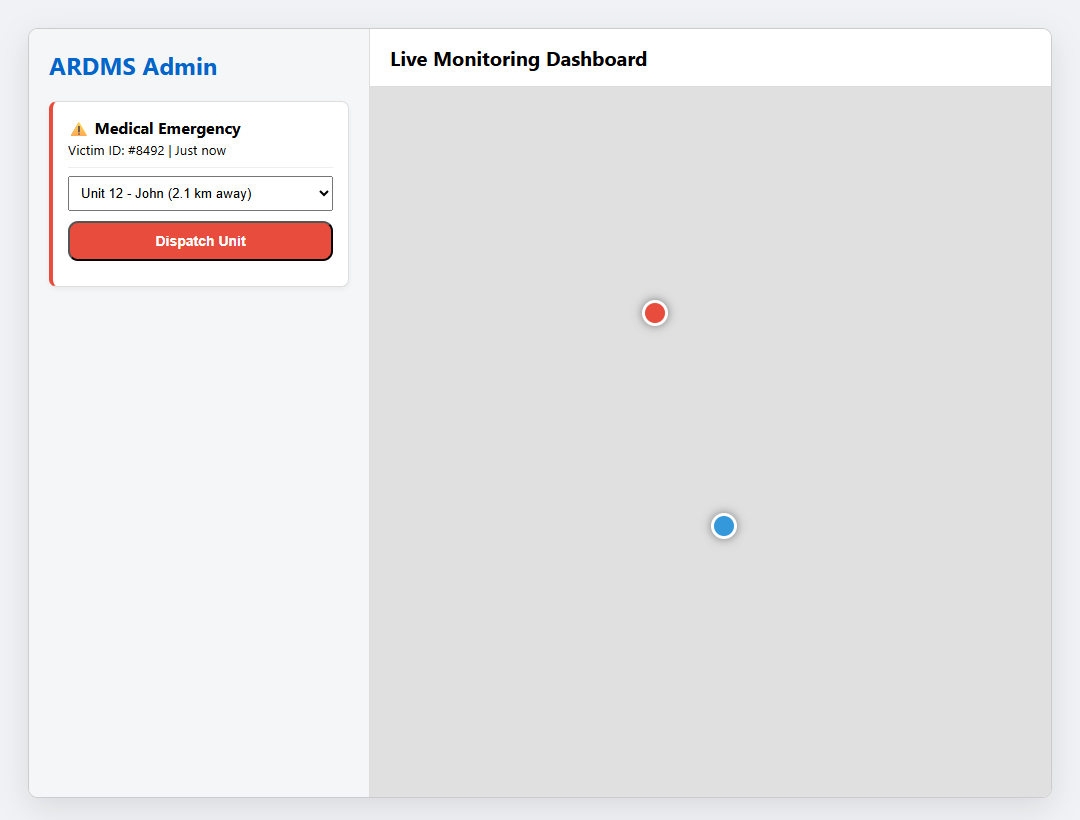 ARDMS Admin
⚠️ Medical Emergency
Victim ID: #8492 | Just now
Unit 12 - John (2.1 km away)
Dispatch Unit
Live Monitoring Dashboard